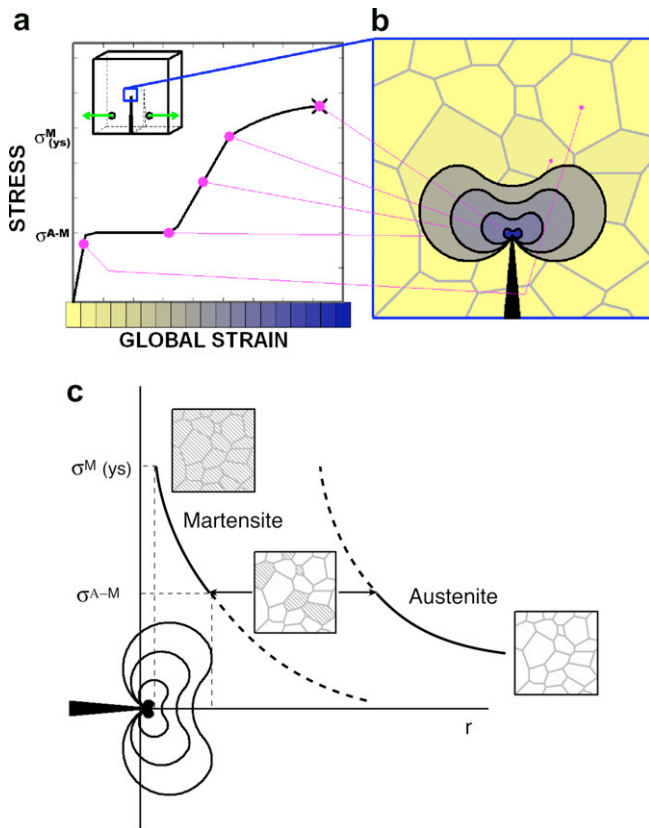 a
b
STRESS
σ^M_(ys)
σ^A-M
GLOBAL STRAIN
c
σ^M (ys)
Martensite
σ^A-M
Austenite
r